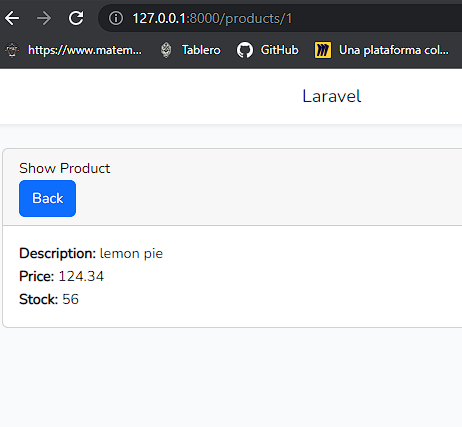 127.0.0.1:8000/products/1
https://www.matem... Tablero GitHub Una plataforma col...
Laravel
Show Product
Back
Description: lemon pie
Price: 124.34
Stock: 56